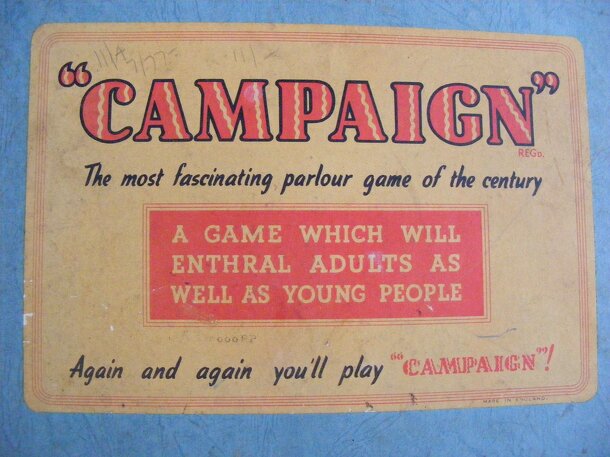 "CAMPAIGN"
REGD.
The most fascinating parlour game of the century
A GAME WHICH WILL
ENTHRAL ADULTS AS
WELL AS YOUNG PEOPLE
Again and again you'll play "CAMPAIGN"!
MADE IN ENGLAND.